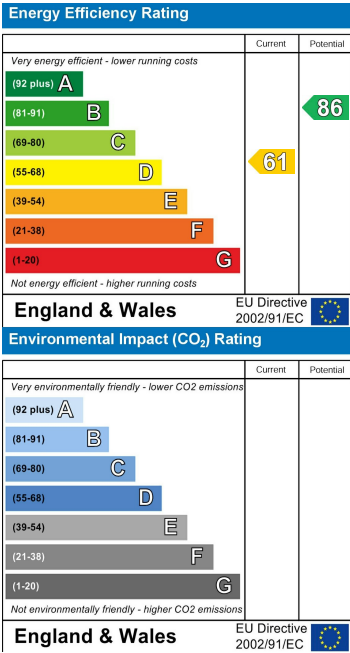 Energy Efficiency Rating
Current Potential
Very energy efficient - lower running costs
(92 plus) A
(81-91) B 86
(69-80) C
(55-68) D 61
(39-54) E
(21-38) F
(1-20) G
Not energy efficient - higher running costs
England & Wales EU Directive
2002/91/EC
Environmental Impact (CO₂) Rating
Current Potential
Very environmentally friendly - lower CO2 emissions
(92 plus) A
(81-91) B
(69-80) C
(55-68) D
(39-54) E
(21-38) F
(1-20) G
Not environmentally friendly - higher CO2 emissions
England & Wales EU Directive
2002/91/EC